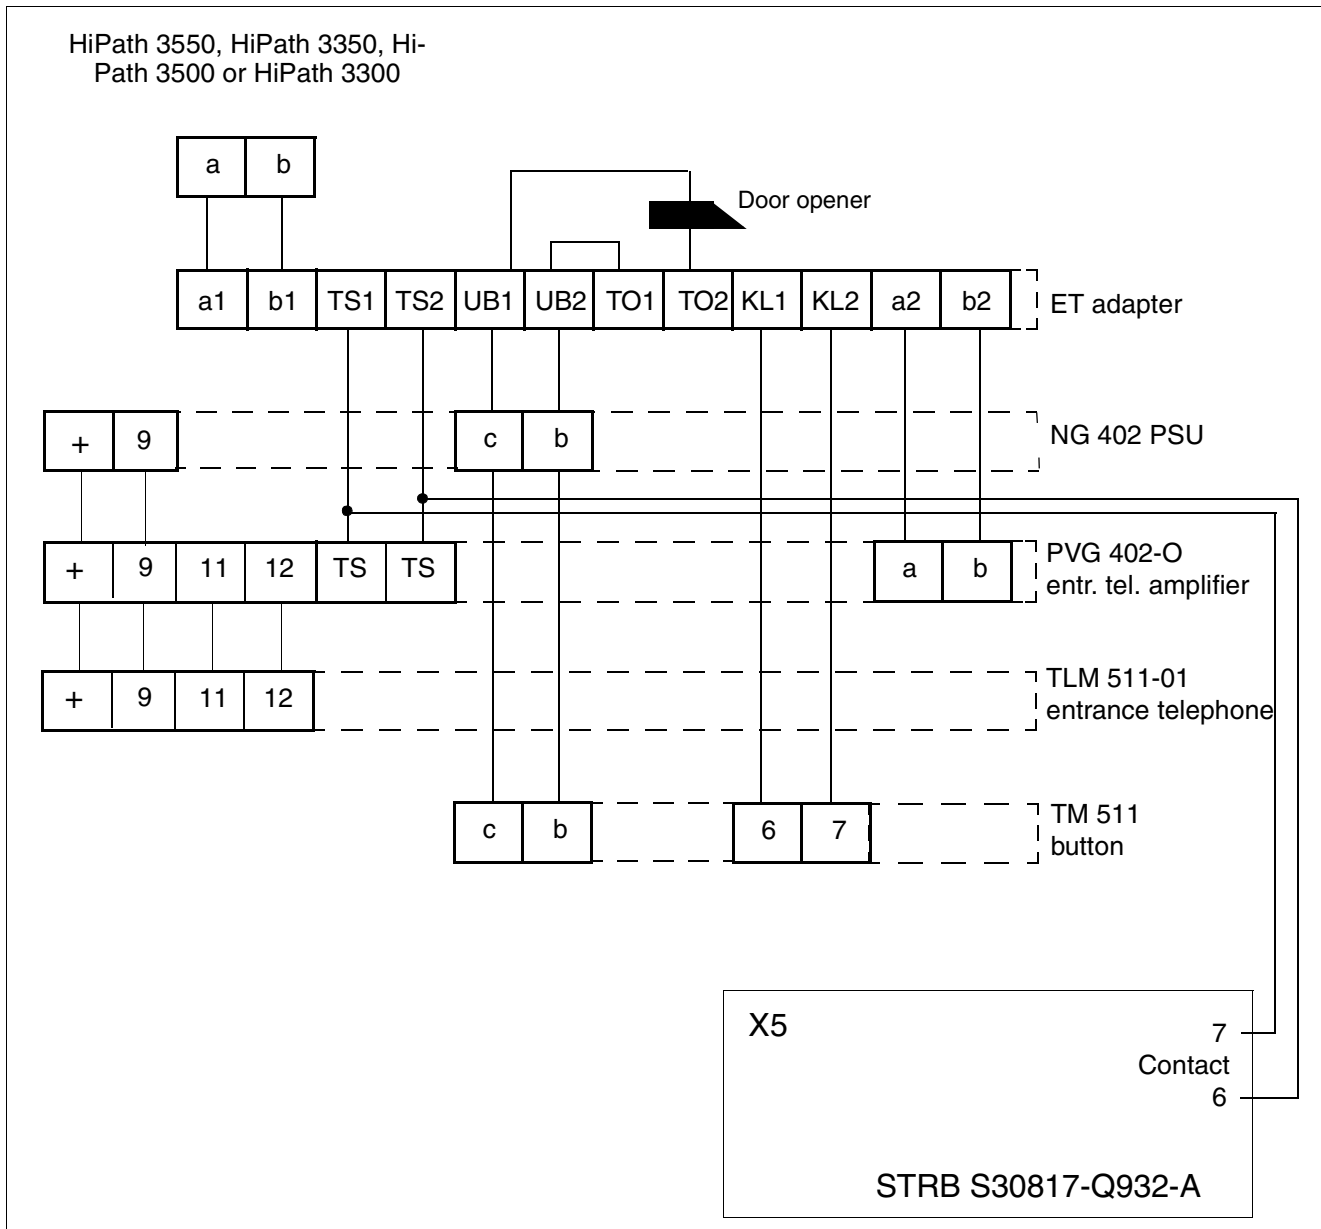 HiPath 3550, HiPath 3350, Hi-
Path 3500 or HiPath 3300
a b
Door opener
a1 b1 TS1 TS2 UB1 UB2 TO1 TO2 KL1 KL2 a2 b2
ET adapter
+ 9 c b
NG 402 PSU
+ 9 11 12 TS TS a b
PVG 402-O
entr. tel. amplifier
+ 9 11 12
TLM 511-01
entrance telephone
c b 6 7
TM 511
button
X5
7
Contact
6
STRB S30817-Q932-A